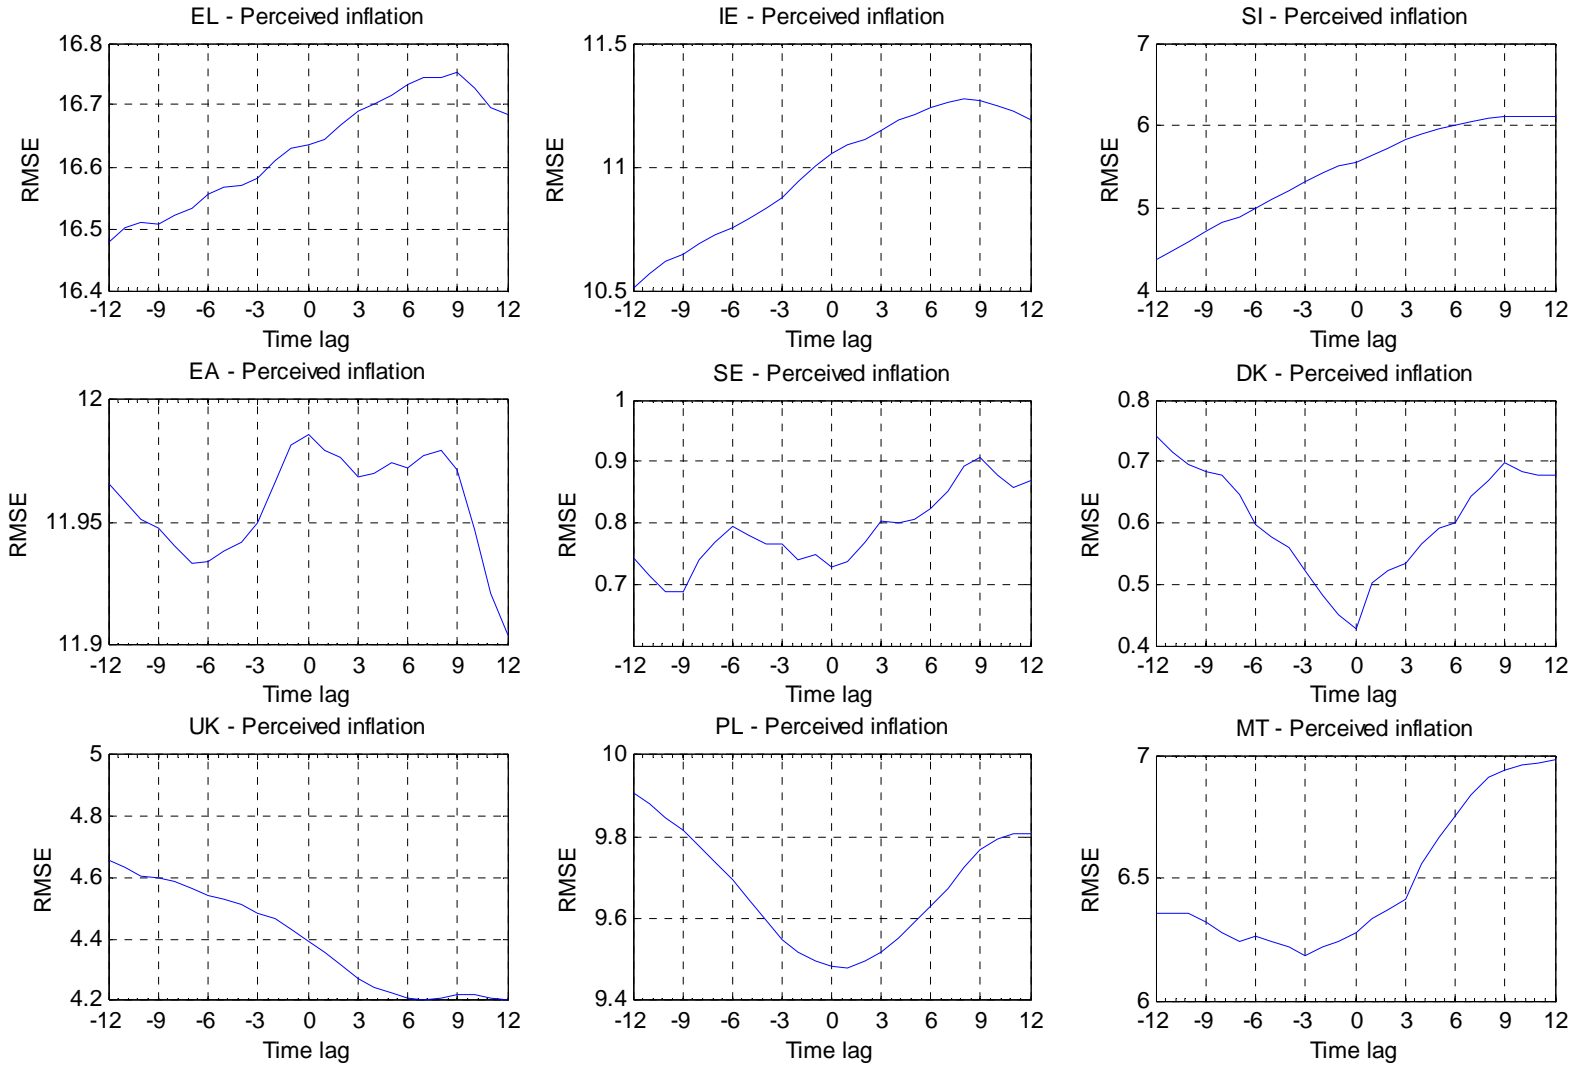 EL - Perceived inflation
IE - Perceived inflation
SI - Perceived inflation
16.8
16.7
16.6
16.5
16.4
RMSE
-12 -9 -6 -3 0 3 6 9 12
Time lag
11.5
11
10.5
RMSE
-12 -9 -6 -3 0 3 6 9 12
Time lag
7
6
5
4
RMSE
-12 -9 -6 -3 0 3 6 9 12
Time lag
EA - Perceived inflation
SE - Perceived inflation
DK - Perceived inflation
12
11.95
11.9
RMSE
-12 -9 -6 -3 0 3 6 9 12
Time lag
1
0.9
0.8
0.7
RMSE
-12 -9 -6 -3 0 3 6 9 12
Time lag
0.8
0.7
0.6
0.5
0.4
RMSE
-12 -9 -6 -3 0 3 6 9 12
Time lag
UK - Perceived inflation
PL - Perceived inflation
MT - Perceived inflation
5
4.8
4.6
4.4
4.2
RMSE
-12 -9 -6 -3 0 3 6 9 12
Time lag
10
9.8
9.6
9.4
RMSE
-12 -9 -6 -3 0 3 6 9 12
Time lag
7
6.5
6
RMSE
-12 -9 -6 -3 0 3 6 9 12
Time lag